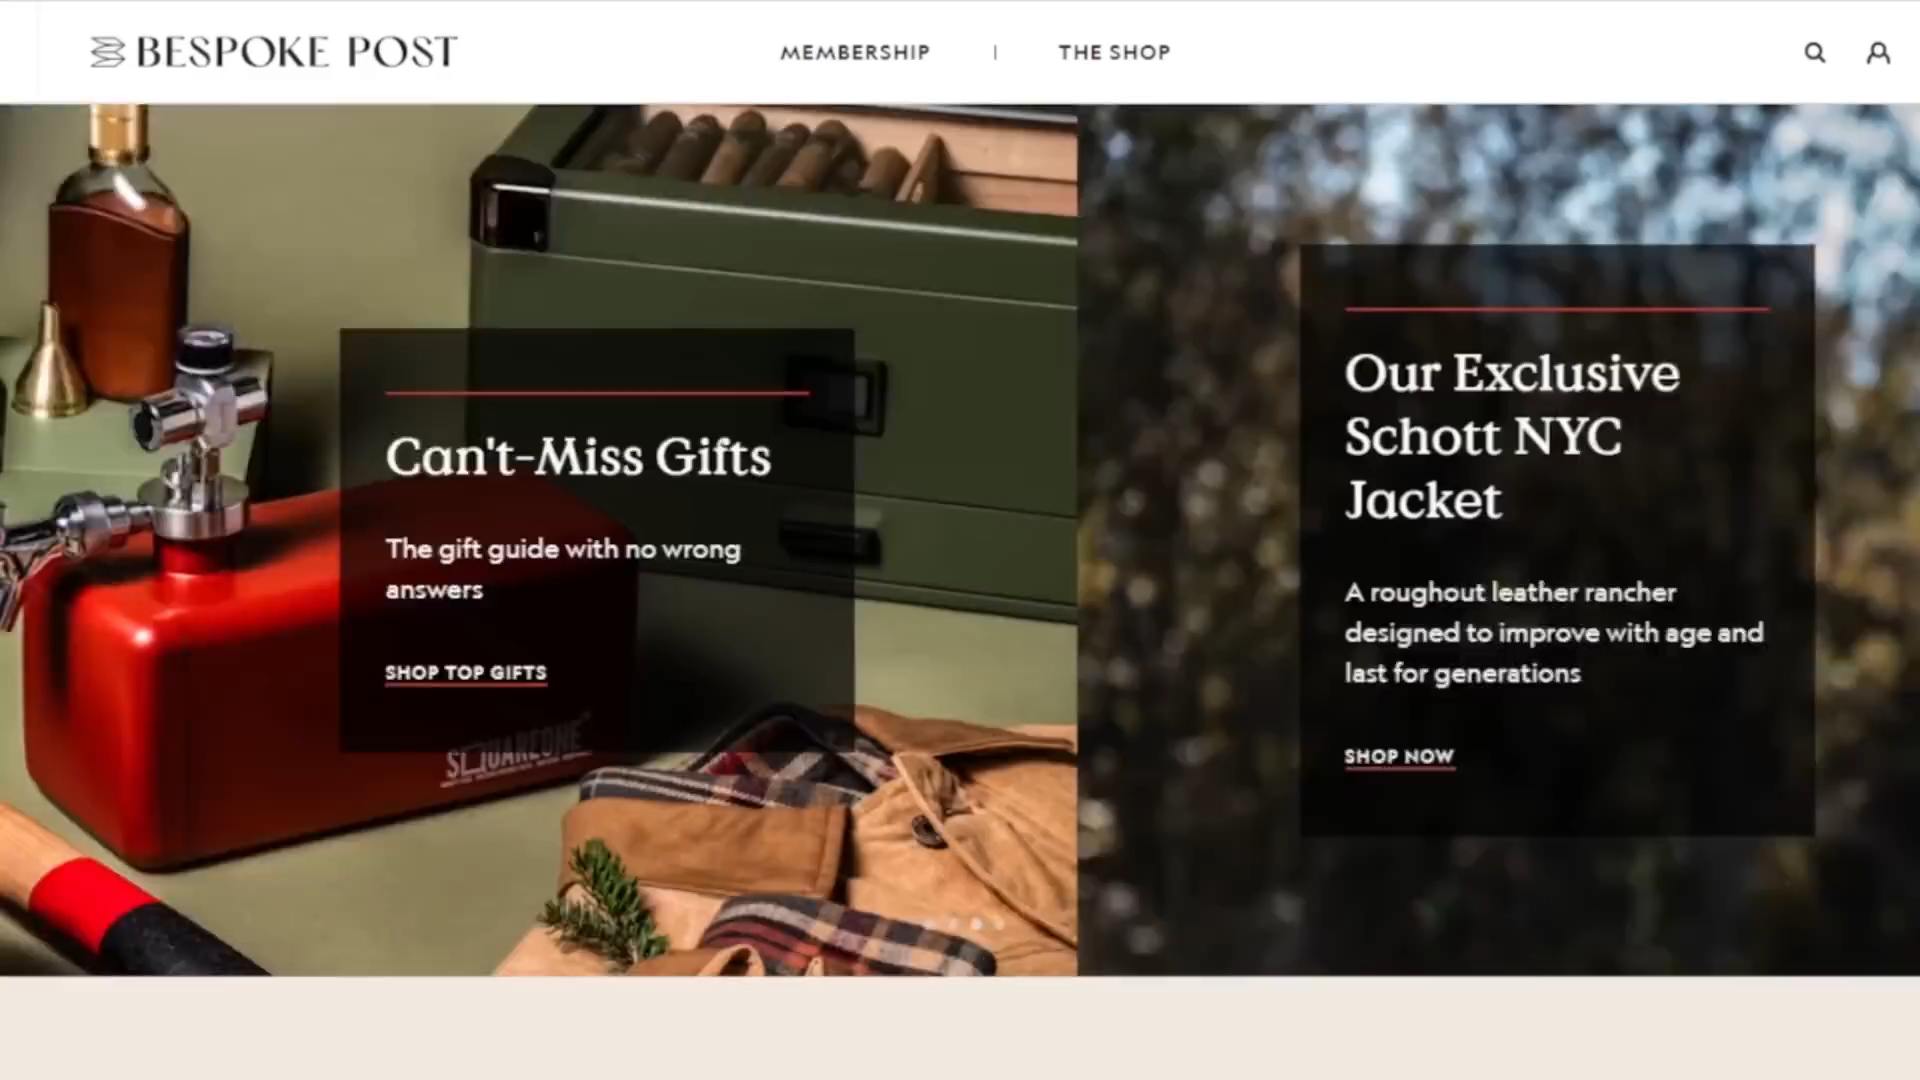 BESPOKE POST
MEMBERSHIP | THE SHOP
Can't-Miss Gifts
The gift guide with no wrong
answers
SHOP TOP GIFTS
SQUAREONE
Our Exclusive
Schott NYC
Jacket
A roughout leather rancher
designed to improve with age and
last for generations
SHOP NOW